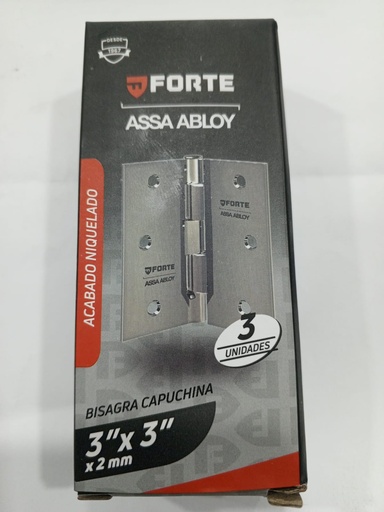 DESDE
1957
FORTE
ASSA ABLOY
ACABADO NIQUELADO
FORTE
ASSA ABLOY
FORTE
ASSA ABLOY
3
UNIDADES
BISAGRA CAPUCHINA
3" x 3"
x 2 mm